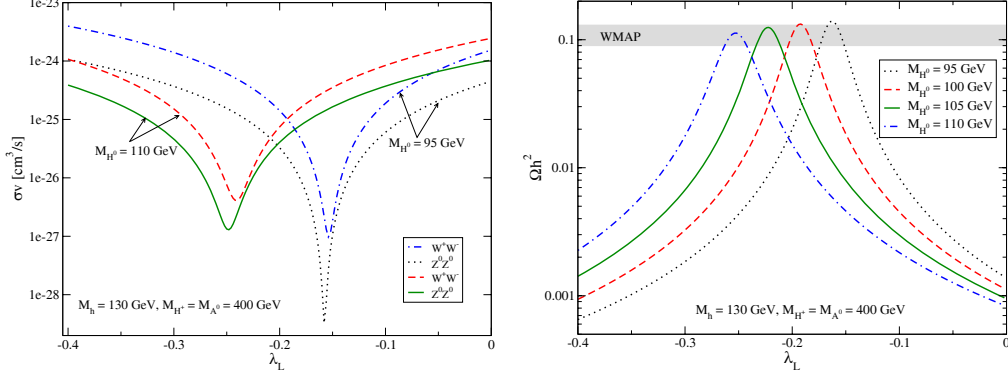 1e-23
1e-24
1e-25
1e-26
1e-27
1e-28
σv [cm³/s]
M_H⁰ = 110 GeV
M_H⁰ = 95 GeV
W⁺W⁻
Z⁰Z⁰
W⁺W⁻
Z⁰Z⁰
M_h = 130 GeV, M_H⁺ = M_A⁰ = 400 GeV
-0.4 -0.3 -0.2 -0.1 0
λ_L
0.1
0.01
0.001
Ωh²
WMAP
M_H⁰ = 95 GeV
M_H⁰ = 100 GeV
M_H⁰ = 105 GeV
M_H⁰ = 110 GeV
M_h = 130 GeV, M_H⁺ = M_A⁰ = 400 GeV
-0.4 -0.3 -0.2 -0.1 0
λ_L